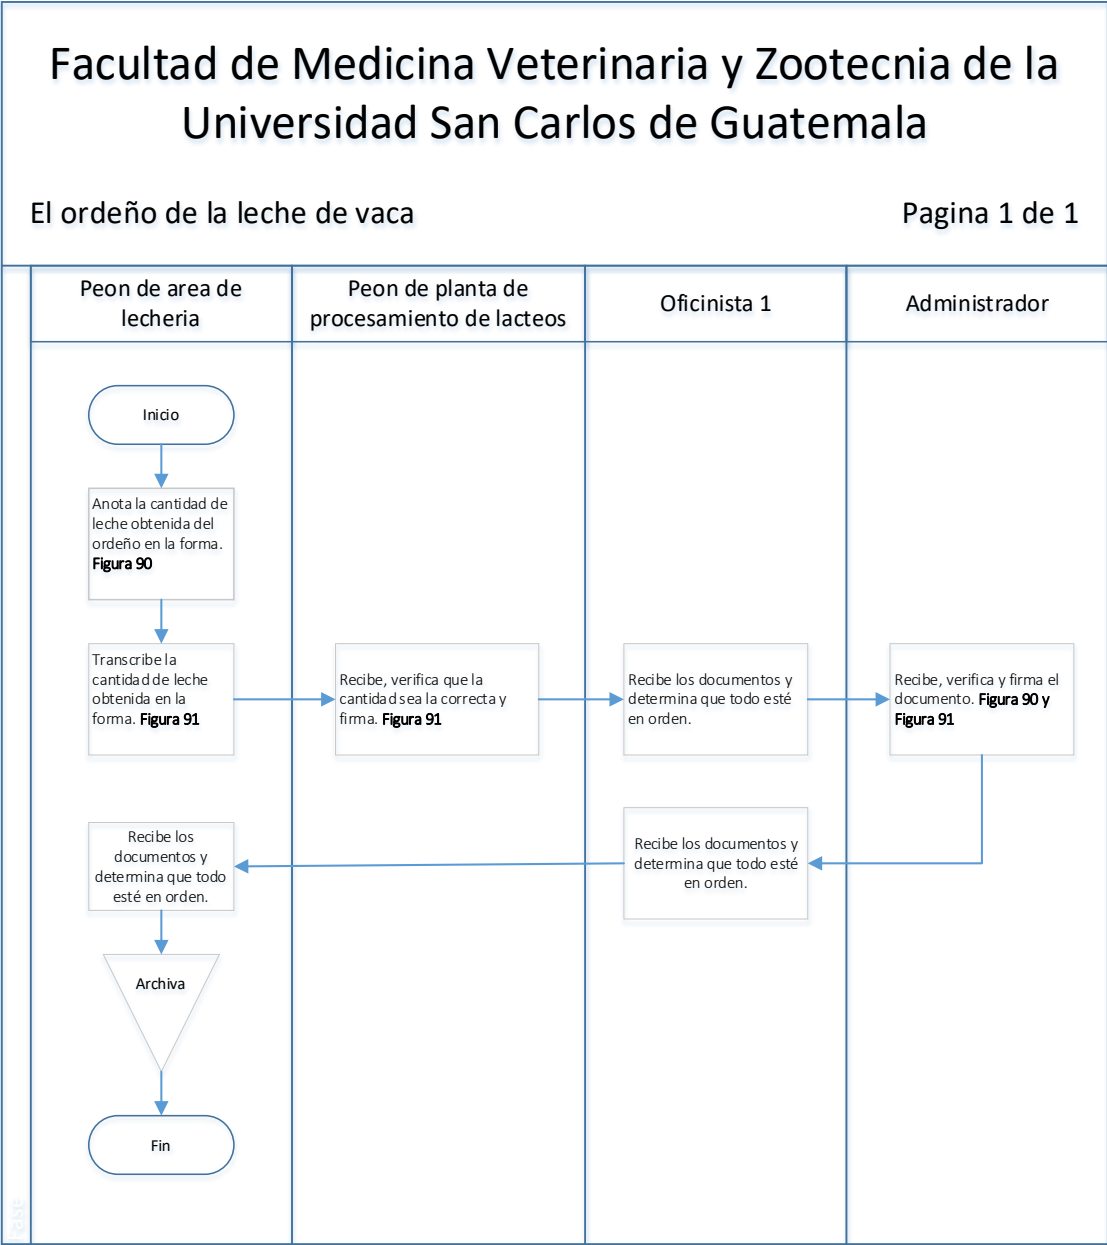 Facultad de Medicina Veterinaria y Zootecnia de la
Universidad San Carlos de Guatemala
El ordeño de la leche de vaca
Pagina 1 de 1
Peon de area de
lecheria
Peon de planta de
procesamiento de lacteos
Oficinista 1
Administrador
Inicio
Anota la cantidad de
leche obtenida del
ordeño en la forma.
Figura 90
Transcribe la
cantidad de leche
obtenida en la
forma. Figura 91
Recibe, verifica que la
cantidad sea la correcta y
firma. Figura 91
Recibe los documentos y
determina que todo esté
en orden.
Recibe, verifica y firma el
documento. Figura 90 y
Figura 91
Recibe los documentos y
determina que todo esté
en orden.
Recibe los
documentos y
determina que todo
esté en orden.
Archiva
Fin
Fase